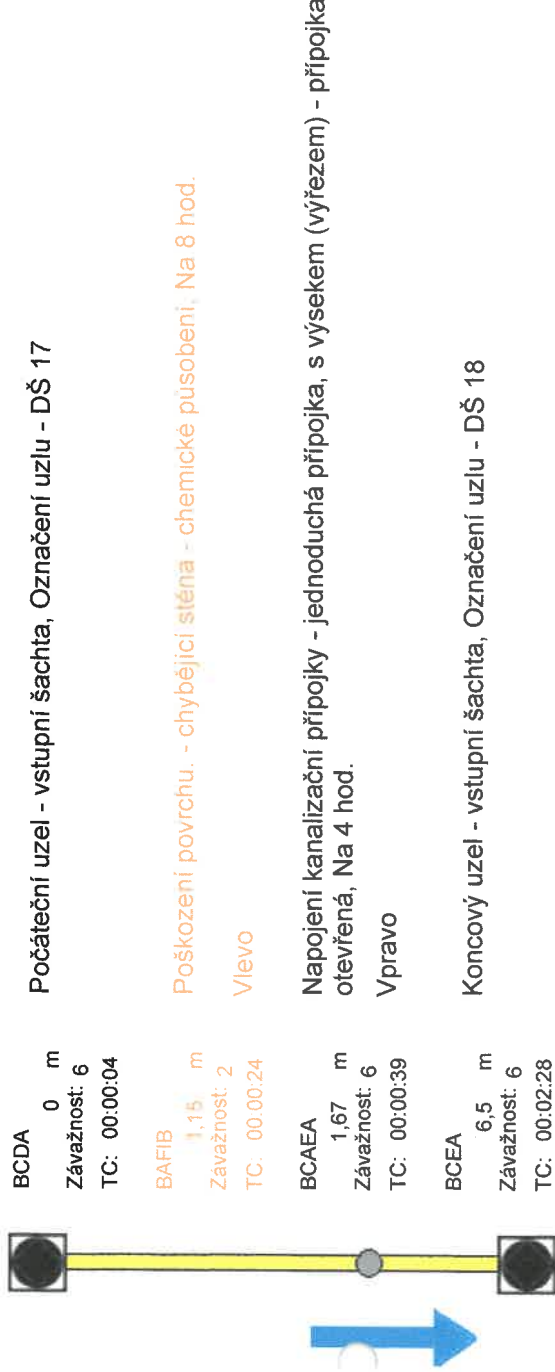 BCDA
0 m
Závažnost: 6
TC: 00:00:04
Počáteční uzel - vstupní šachta, Označení uzlu - DŠ 17
BAFIB
1,15 m
Závažnost: 2
TC: 00:00:24
Poškození povrchu. - chybějící stěna - chemické působení, Na 8 hod.
Vlevo
BCAEA
1,67 m
Závažnost: 6
TC: 00:00:39
Napojení kanalizační přípojky - jednoduchá přípojka, s výsekem (výřezem) - přípojka
otevřená, Na 4 hod.
Vpravo
BCEA
6,5 m
Závažnost: 6
TC: 00:02:28
Koncový uzel - vstupní šachta, Označení uzlu - DŠ 18